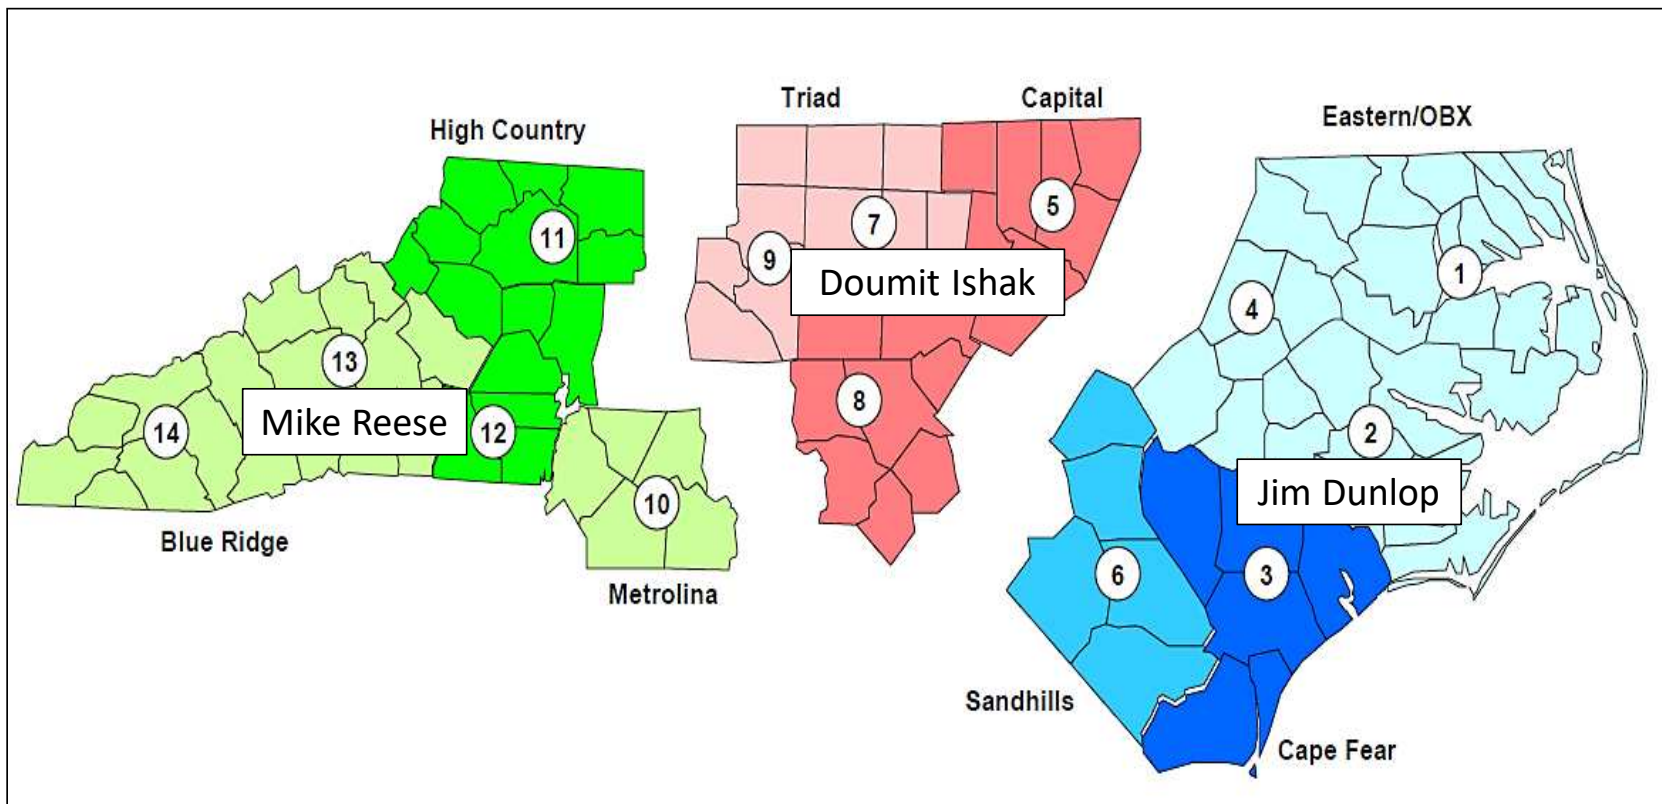 Triad
Capital
Eastern/OBX
High Country
5
7
11
9
1
Doumit Ishak
4
13
8
Mike Reese
14
12
2
Jim Dunlop
10
Blue Ridge
6
3
Metrolina
Sandhills
Cape Fear